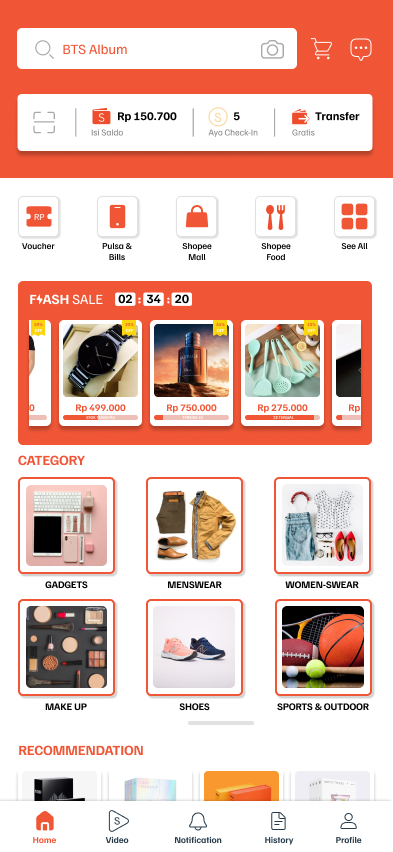 BTS Album
Rp 150.700
Isi Saldo
S 5
Ayo Check-In
Transfer
Gratis
RP
Voucher
Pulsa &
Bills
Shopee
Mall
Shopee
Food
See All
FLASH SALE 02 : 34 : 20
0
Rp 499.000
Rp 750.000
Rp 275.000
Rp
CATEGORY
GADGETS
MENSWEAR
WOMEN-SWEAR
MAKE UP
SHOES
SPORTS & OUTDOOR
RECOMMENDATION
Home
Video
Notification
History
Profile